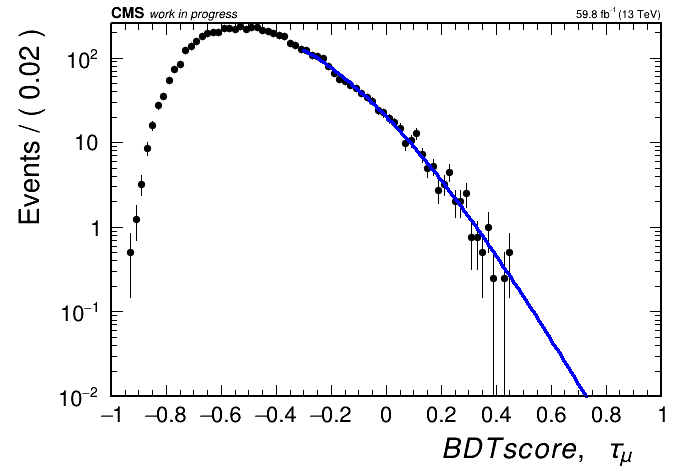 CMS work in progress 59.8 fb⁻¹ (13 TeV)
Events / ( 0.02 )
10²
10
1
10⁻¹
10⁻²
−1 −0.8 −0.6 −0.4 −0.2 0 0.2 0.4 0.6 0.8 1
BDTscore, τ_μ